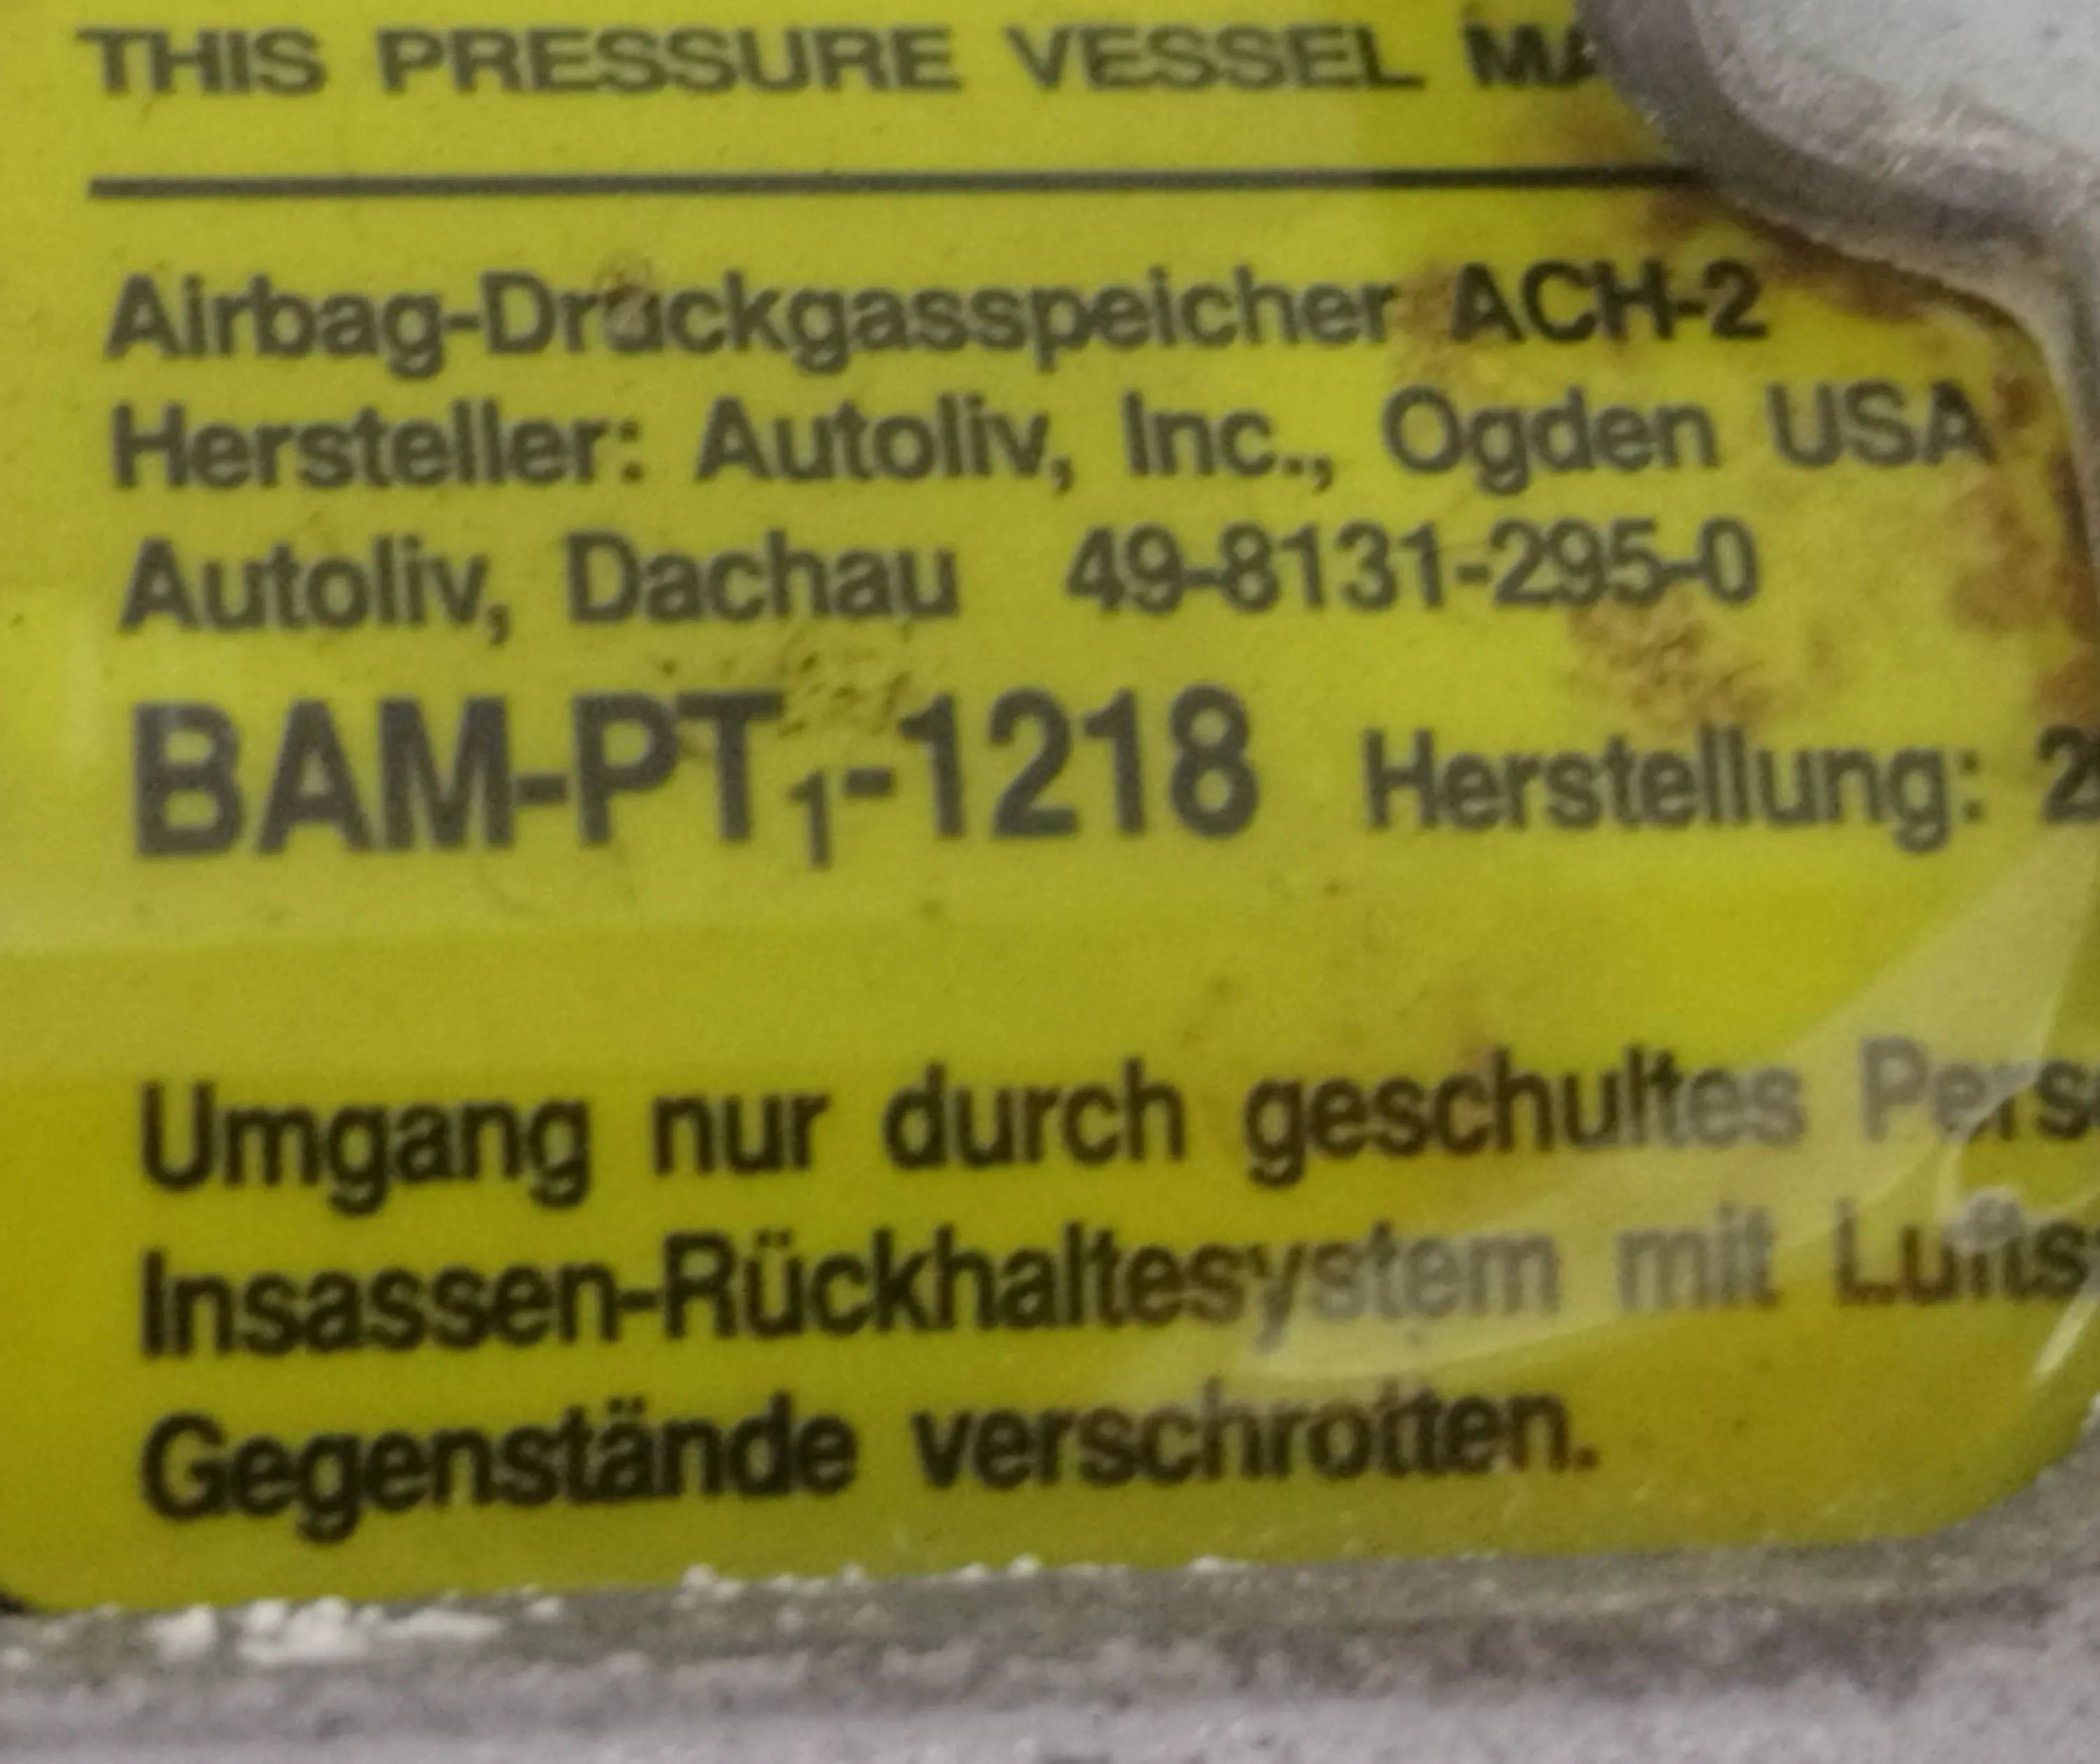 THIS PRESSURE VESSEL
Airbag-Druckgasspeicher ACH-2
Hersteller: Autoliv, Inc., Ogden USA
Autoliv, Dachau 49-8131-295-0
BAM-PT₁-1218 Herstellung:
Umgang nur durch geschultes
Insassen-Rückhaltesystem mit
Gegenstände verschrotten.